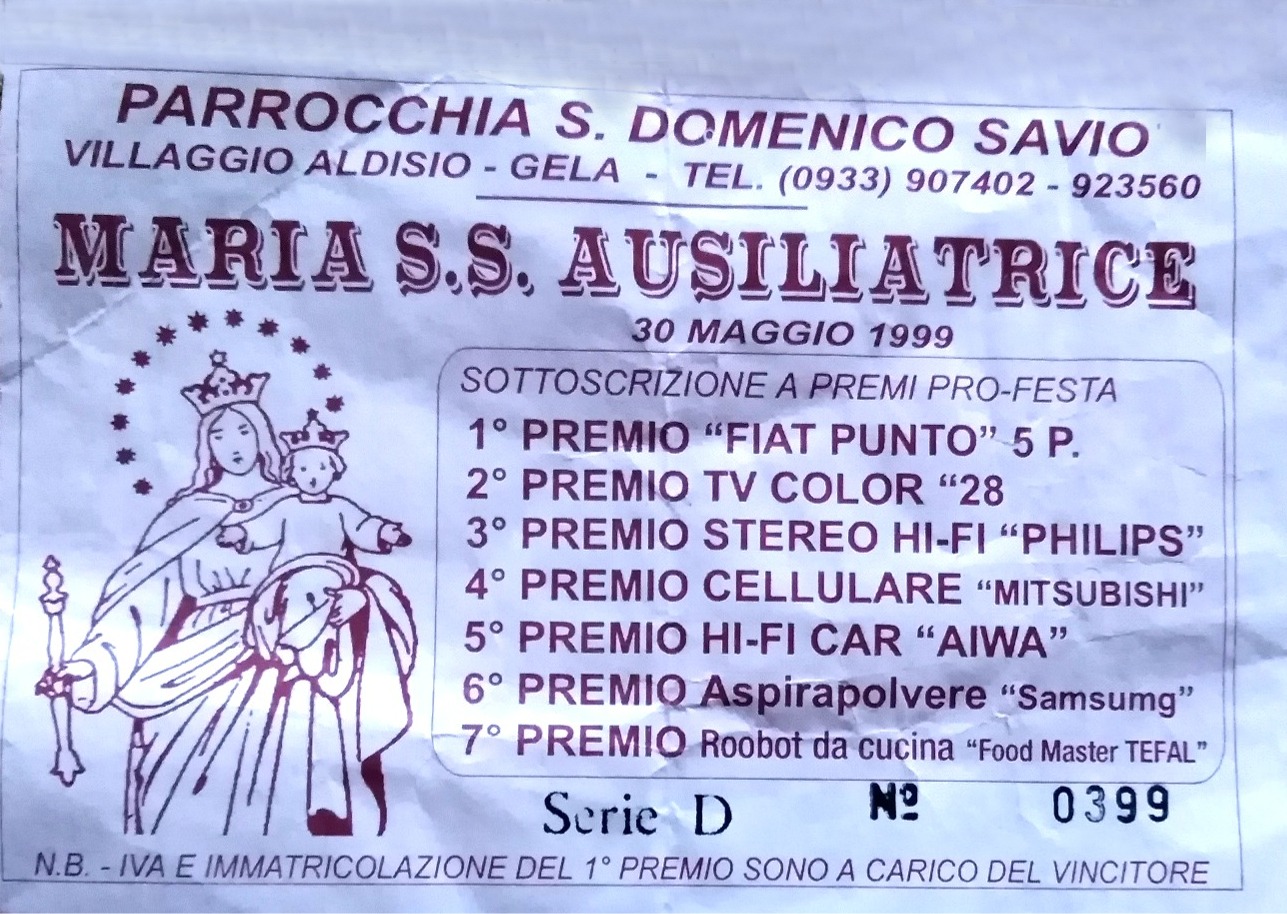 PARROCCHIA S. DOMENICO SAVIO
VILLAGGIO ALDISIO - GELA - TEL. (0933) 907402 - 923560
MARIA S.S. AUSILIATRICE
30 MAGGIO 1999
SOTTOSCRIZIONE A PREMI PRO-FESTA
1° PREMIO “FIAT PUNTO” 5 P.
2° PREMIO TV COLOR “28
3° PREMIO STEREO HI-FI “PHILIPS”
4° PREMIO CELLULARE “MITSUBISHI”
5° PREMIO HI-FI CAR “AIWA”
6° PREMIO Aspirapolvere “Samsumg”
7° PREMIO Roobot da cucina “Food Master TEFAL”
Serie D Nº 0399
N.B. - IVA E IMMATRICOLAZIONE DEL 1° PREMIO SONO A CARICO DEL VINCITORE